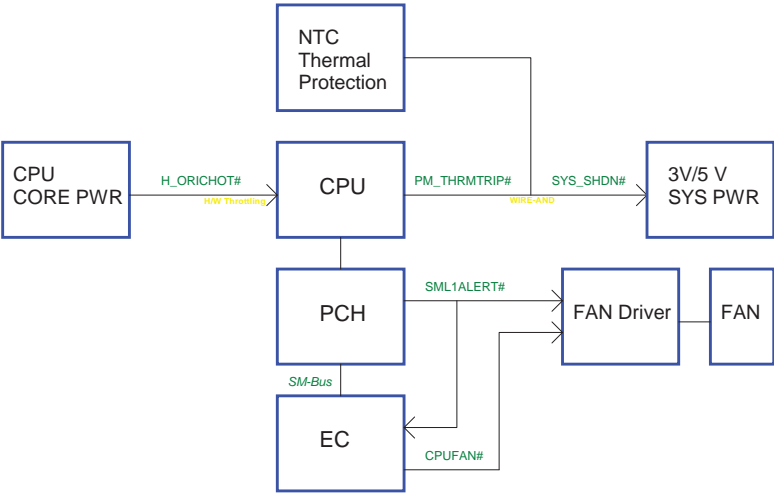 NTC
Thermal
Protection
CPU
CORE PWR
H_ORICHOT#
H/W Throttling
CPU
PM_THRMTRIP#
WIRE-AND
SYS_SHDN#
3V/5 V
SYS PWR
PCH
SML1ALERT#
FAN Driver
FAN
SM-Bus
EC
CPUFAN#